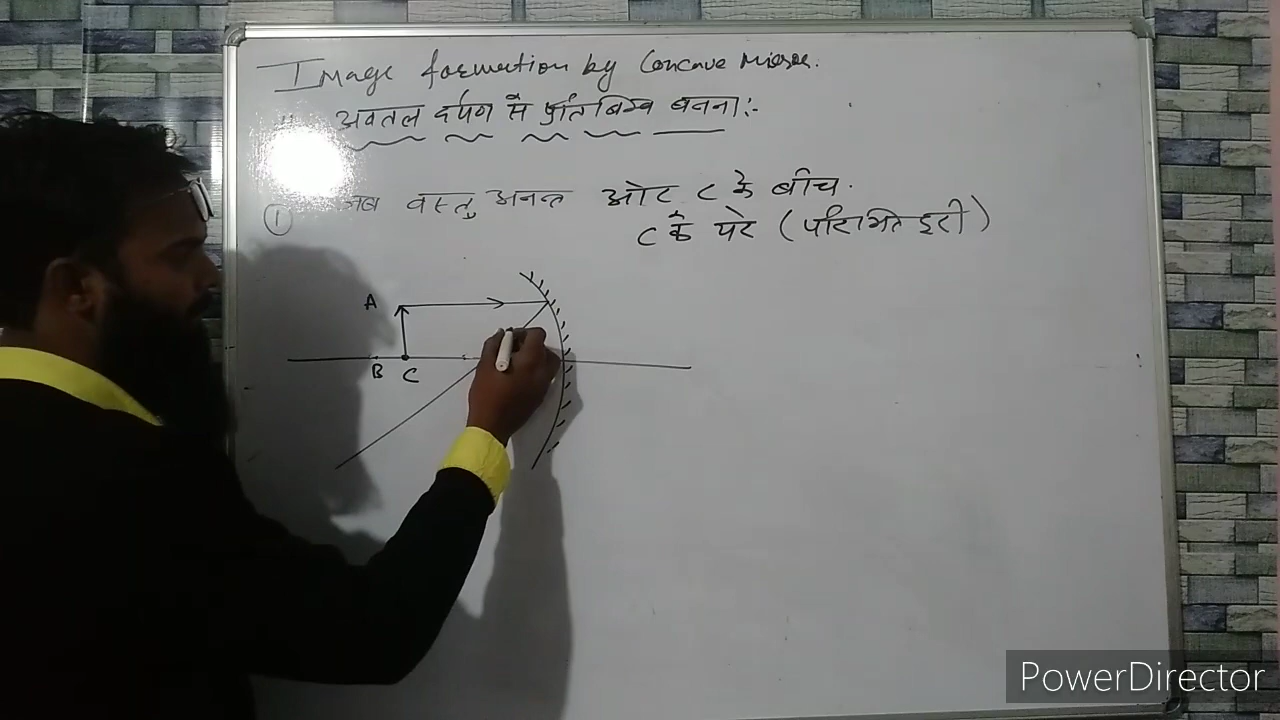 Image formation by Concave Mirror.
" अवतल दर्पण से प्रतिबिम्ब बनना:-
① जब वस्तु अनन्त और C के बीच.
C के परे (परिमित दूरी)
A
B C
PowerDirector